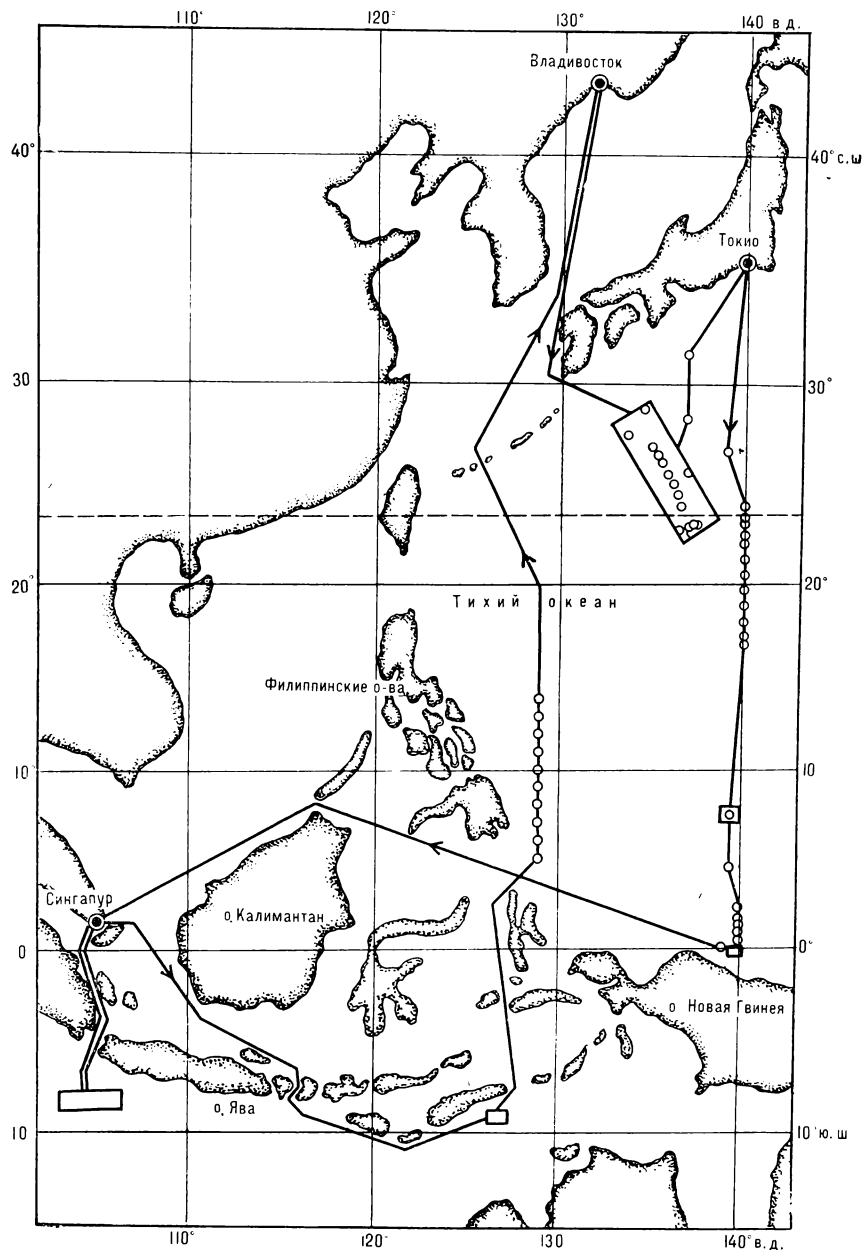 110° 120° 130° 140 в д.
Владивосток
40° 40° с.ш
Токио
30 30°
20° 20°
Тихий океан
Филиппинские о-ва
10 10
Сингапур
о. Калимантан
0 0°
о Новая Гвинея
о. Ява
10 10° ю. ш
110° 120° 130 140° в.д.